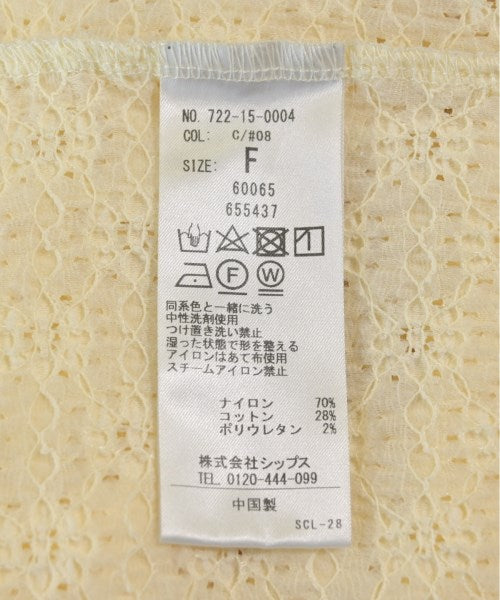 NO. 722-15-0004
COL: C/#08
SIZE: F
60065
655437
F W
同系色と一緒に洗う
中性洗剤使用
つけ置き洗い禁止
湿った状態で形を整える
アイロンはあて布使用
スチームアイロン禁止
ナイロン 70%
コットン 28%
ポリウレタン 2%
株式会社シップス
TEL. 0120-444-099
中国製
SCL-28